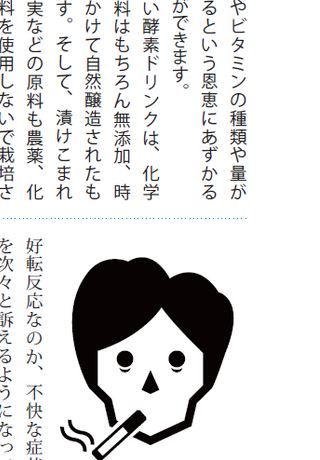 やビタミンの種類や量が
るという恩恵にあずかる
ができます。
い酵素ドリンクは、化学
料はもちろん無添加、時
かけて自然醸造されたも
す。そして、漬けこまれ
実などの原料も農薬、化
料を使用しないで栽培さ
好転反応なのか、不快な症
を次々と訴えるようになっ